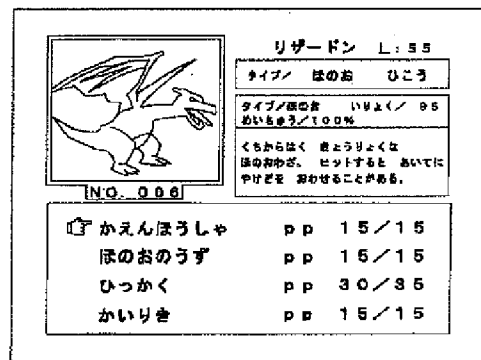 リザードン L:55
タイプ/ ほのお ひこう
タイプ/ほのお いりょく/ 95
めいちゅう/100%
くちからはく きょうりょくな
ほのおわざ。 ヒットすると あいてに
やけどを おわせることがある。
NO. 006
かえんほうしゃ pp 15/15
ほのおのうず pp 15/15
ひっかく pp 30/35
かいりき pp 15/15